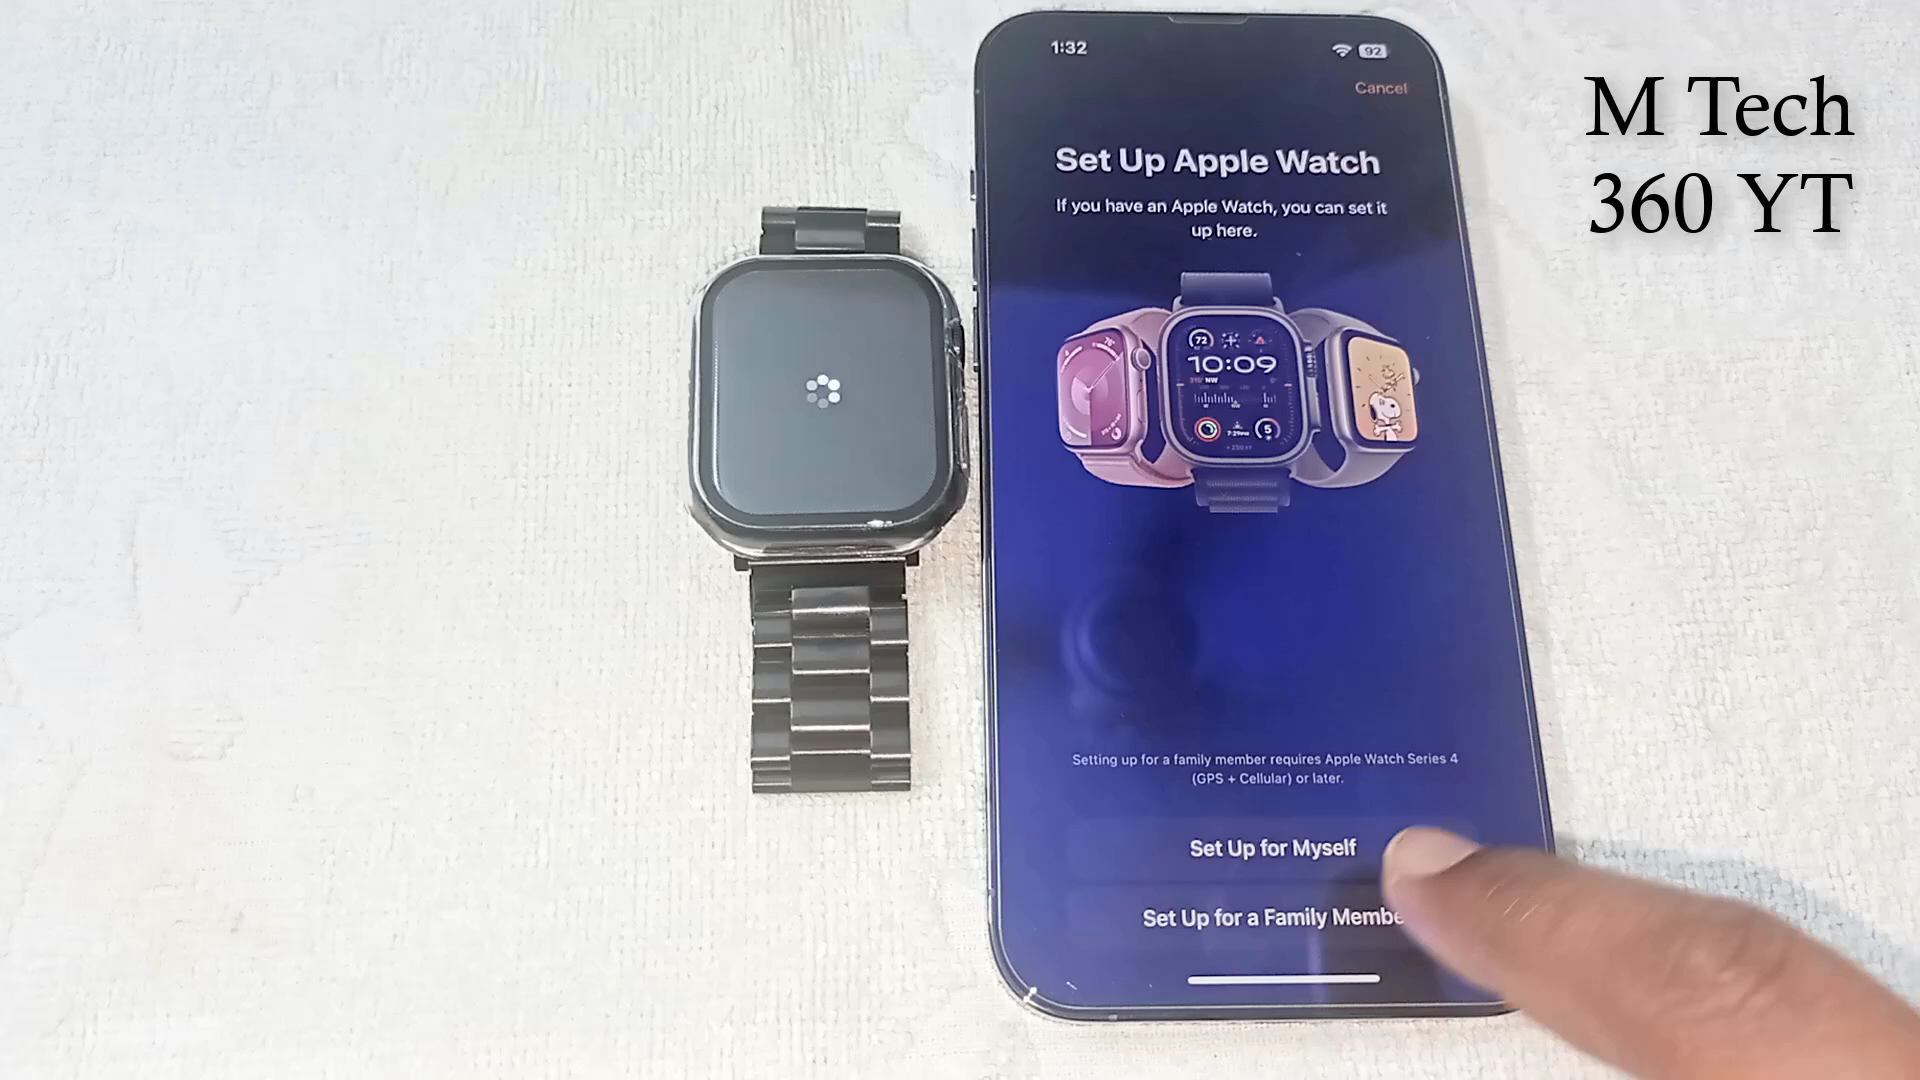 1:32
92
Cancel
M Tech
360 YT
Set Up Apple Watch
If you have an Apple Watch, you can set it
up here.
72
10:09
5
Setting up for a family member requires Apple Watch Series 4
(GPS + Cellular) or later.
Set Up for Myself
Set Up for a Family Membe